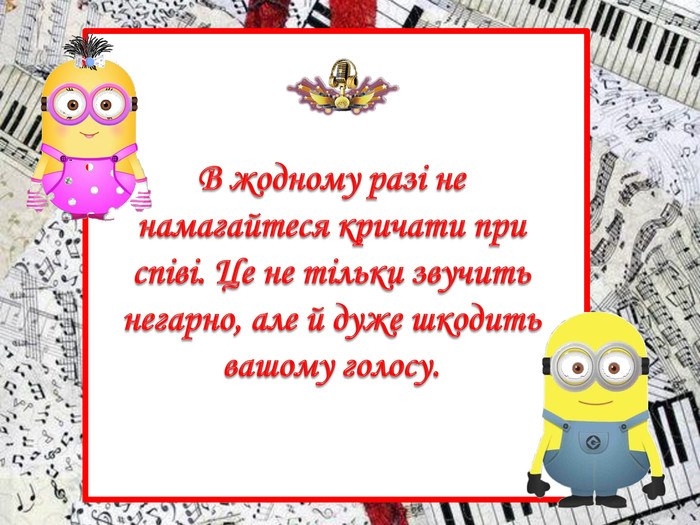 В жодному разі не
намагайтеся кричати при
співі. Це не тільки звучить
негарно, але й дуже шкодить
вашому голосу.